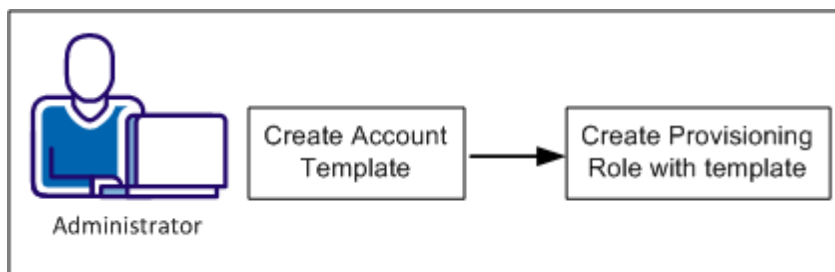 Administrator
Create Account
Template
Create Provisioning
Role with template